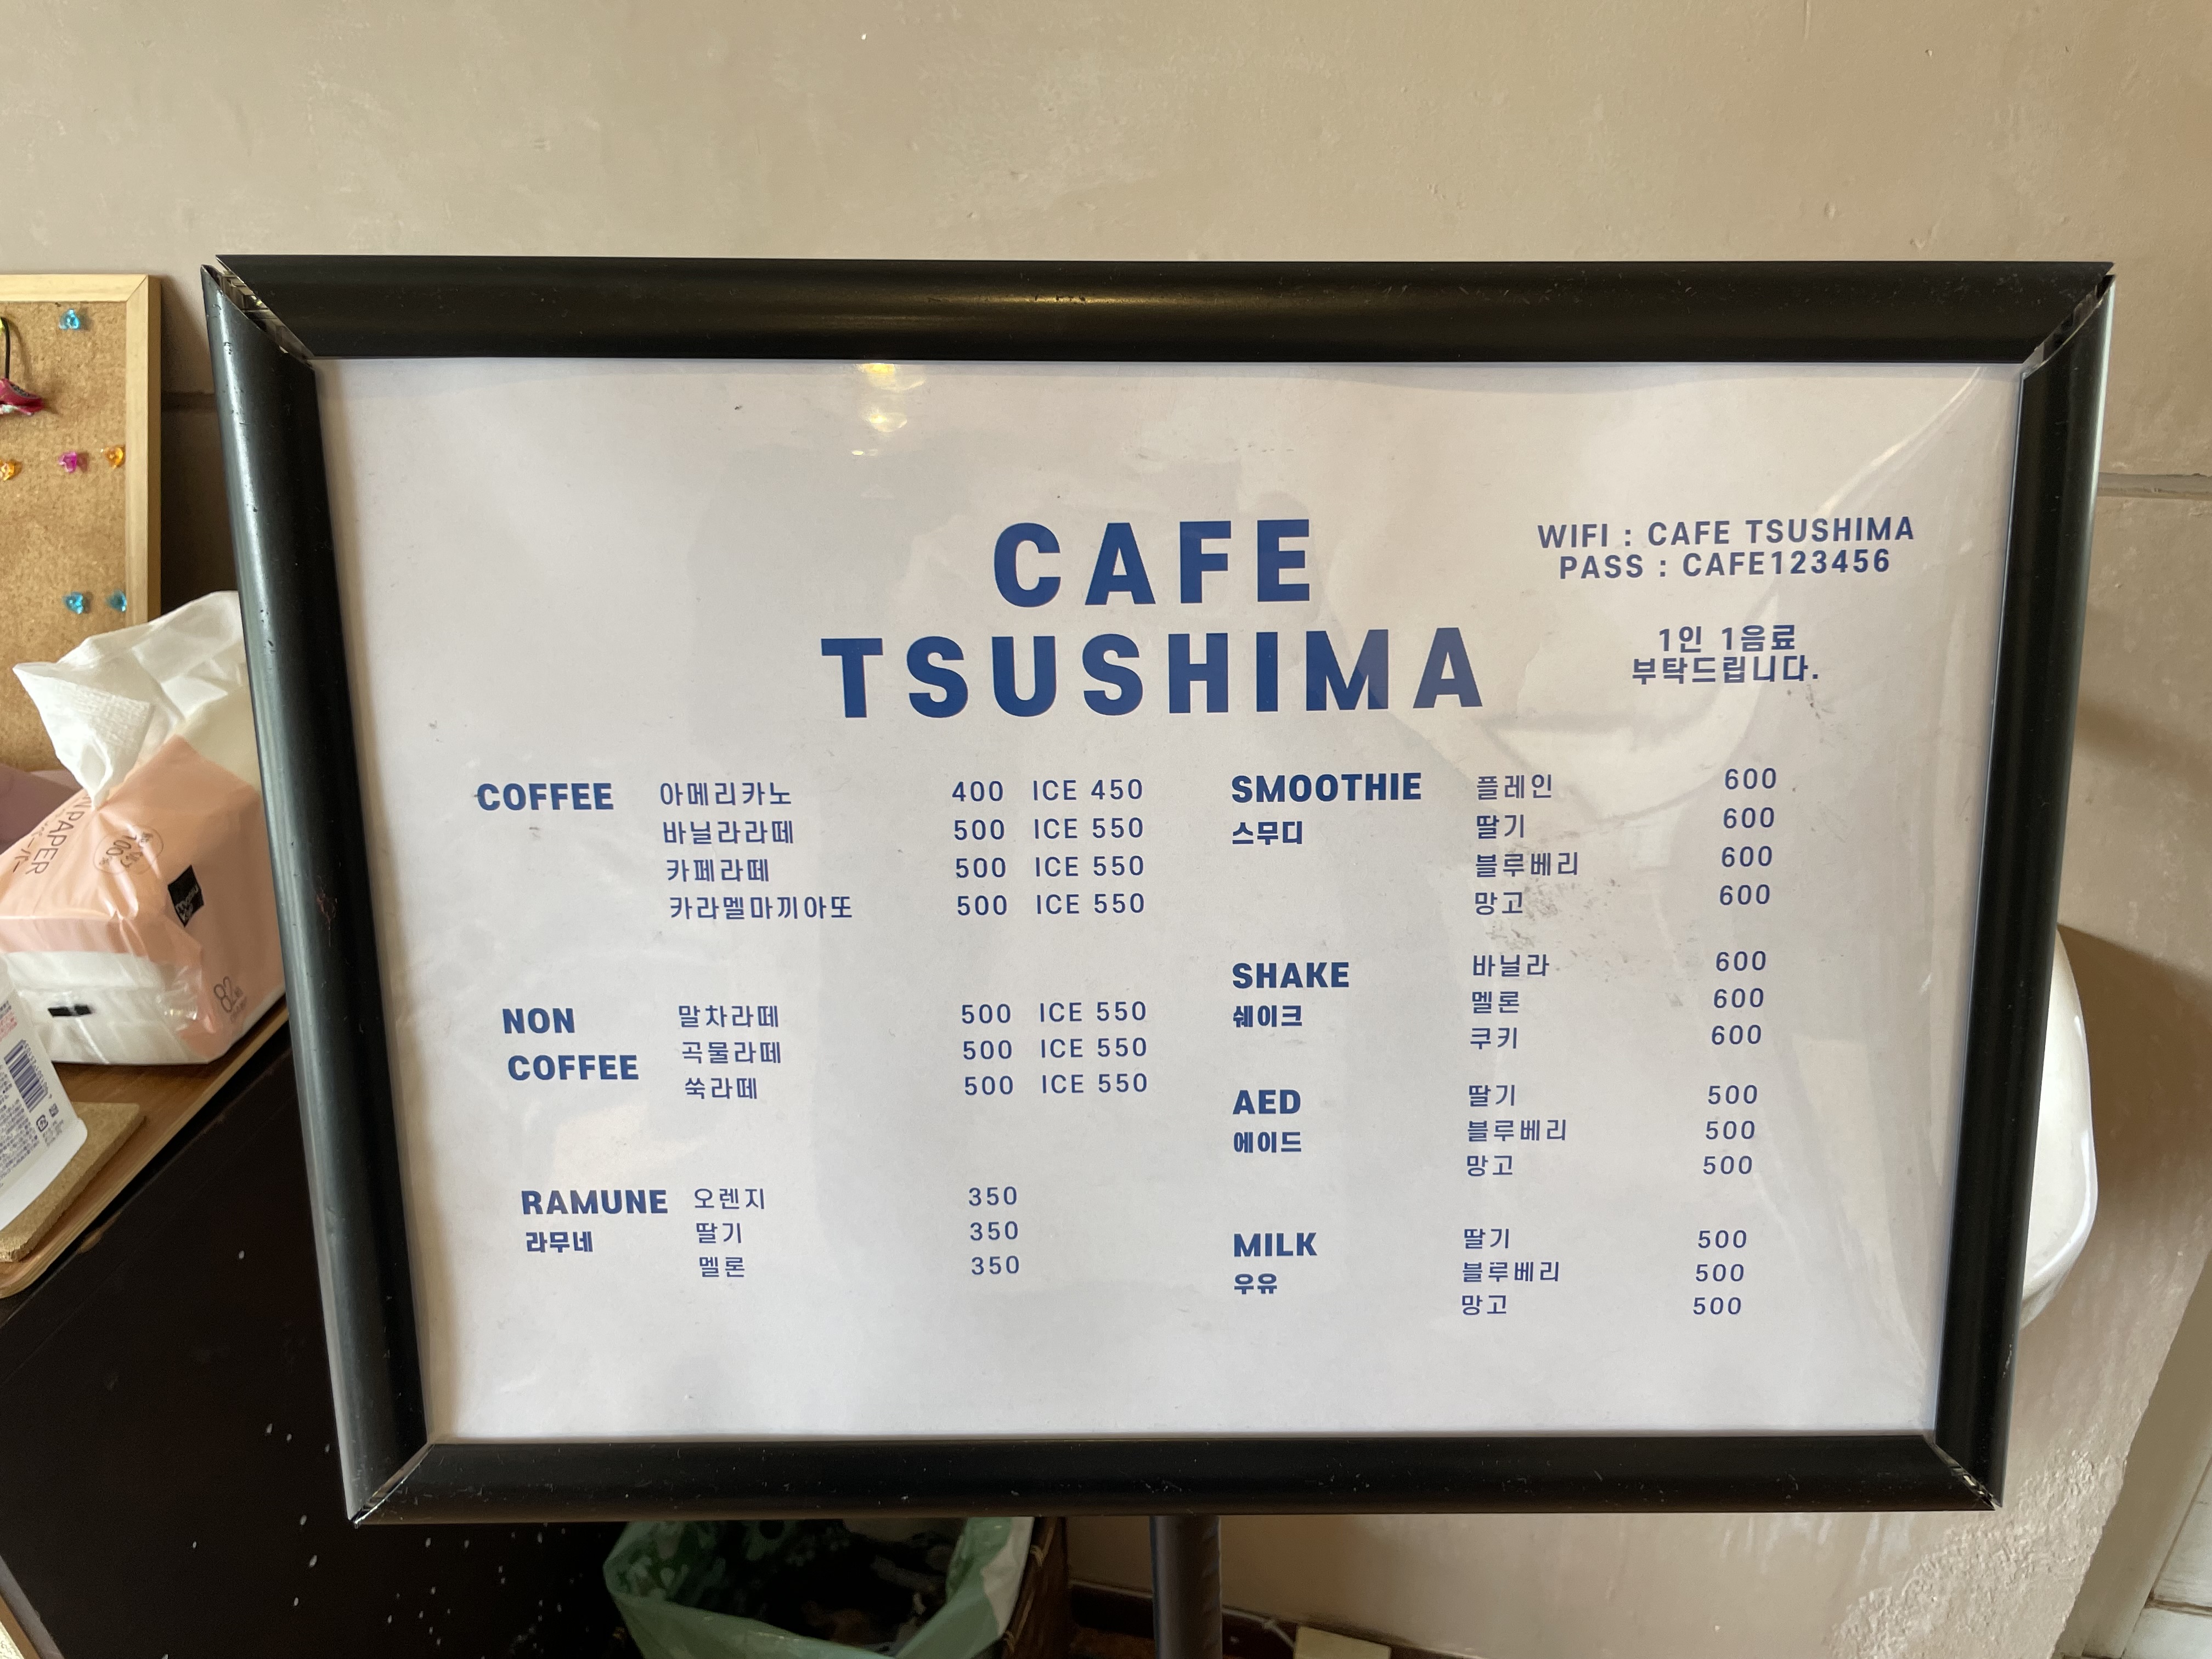 CAFE
TSUSHIMA
WIFI : CAFE TSUSHIMA
PASS : CAFE123456
1인 1음료
부탁드립니다.
COFFEE 아메리카노 400 ICE 450
바닐라라떼 500 ICE 550
카페라떼 500 ICE 550
카라멜마끼아또 500 ICE 550
NON
COFFEE
말차라떼 500 ICE 550
곡물라떼 500 ICE 550
쑥라떼 500 ICE 550
RAMUNE 오렌지 350
라무네 딸기 350
멜론 350
SMOOTHIE 플레인 600
스무디 딸기 600
블루베리 600
망고 600
SHAKE 바닐라 600
쉐이크 멜론 600
쿠키 600
AED 딸기 500
에이드 블루베리 500
망고 500
MILK 딸기 500
우유 블루베리 500
망고 500
PAPER
100
82